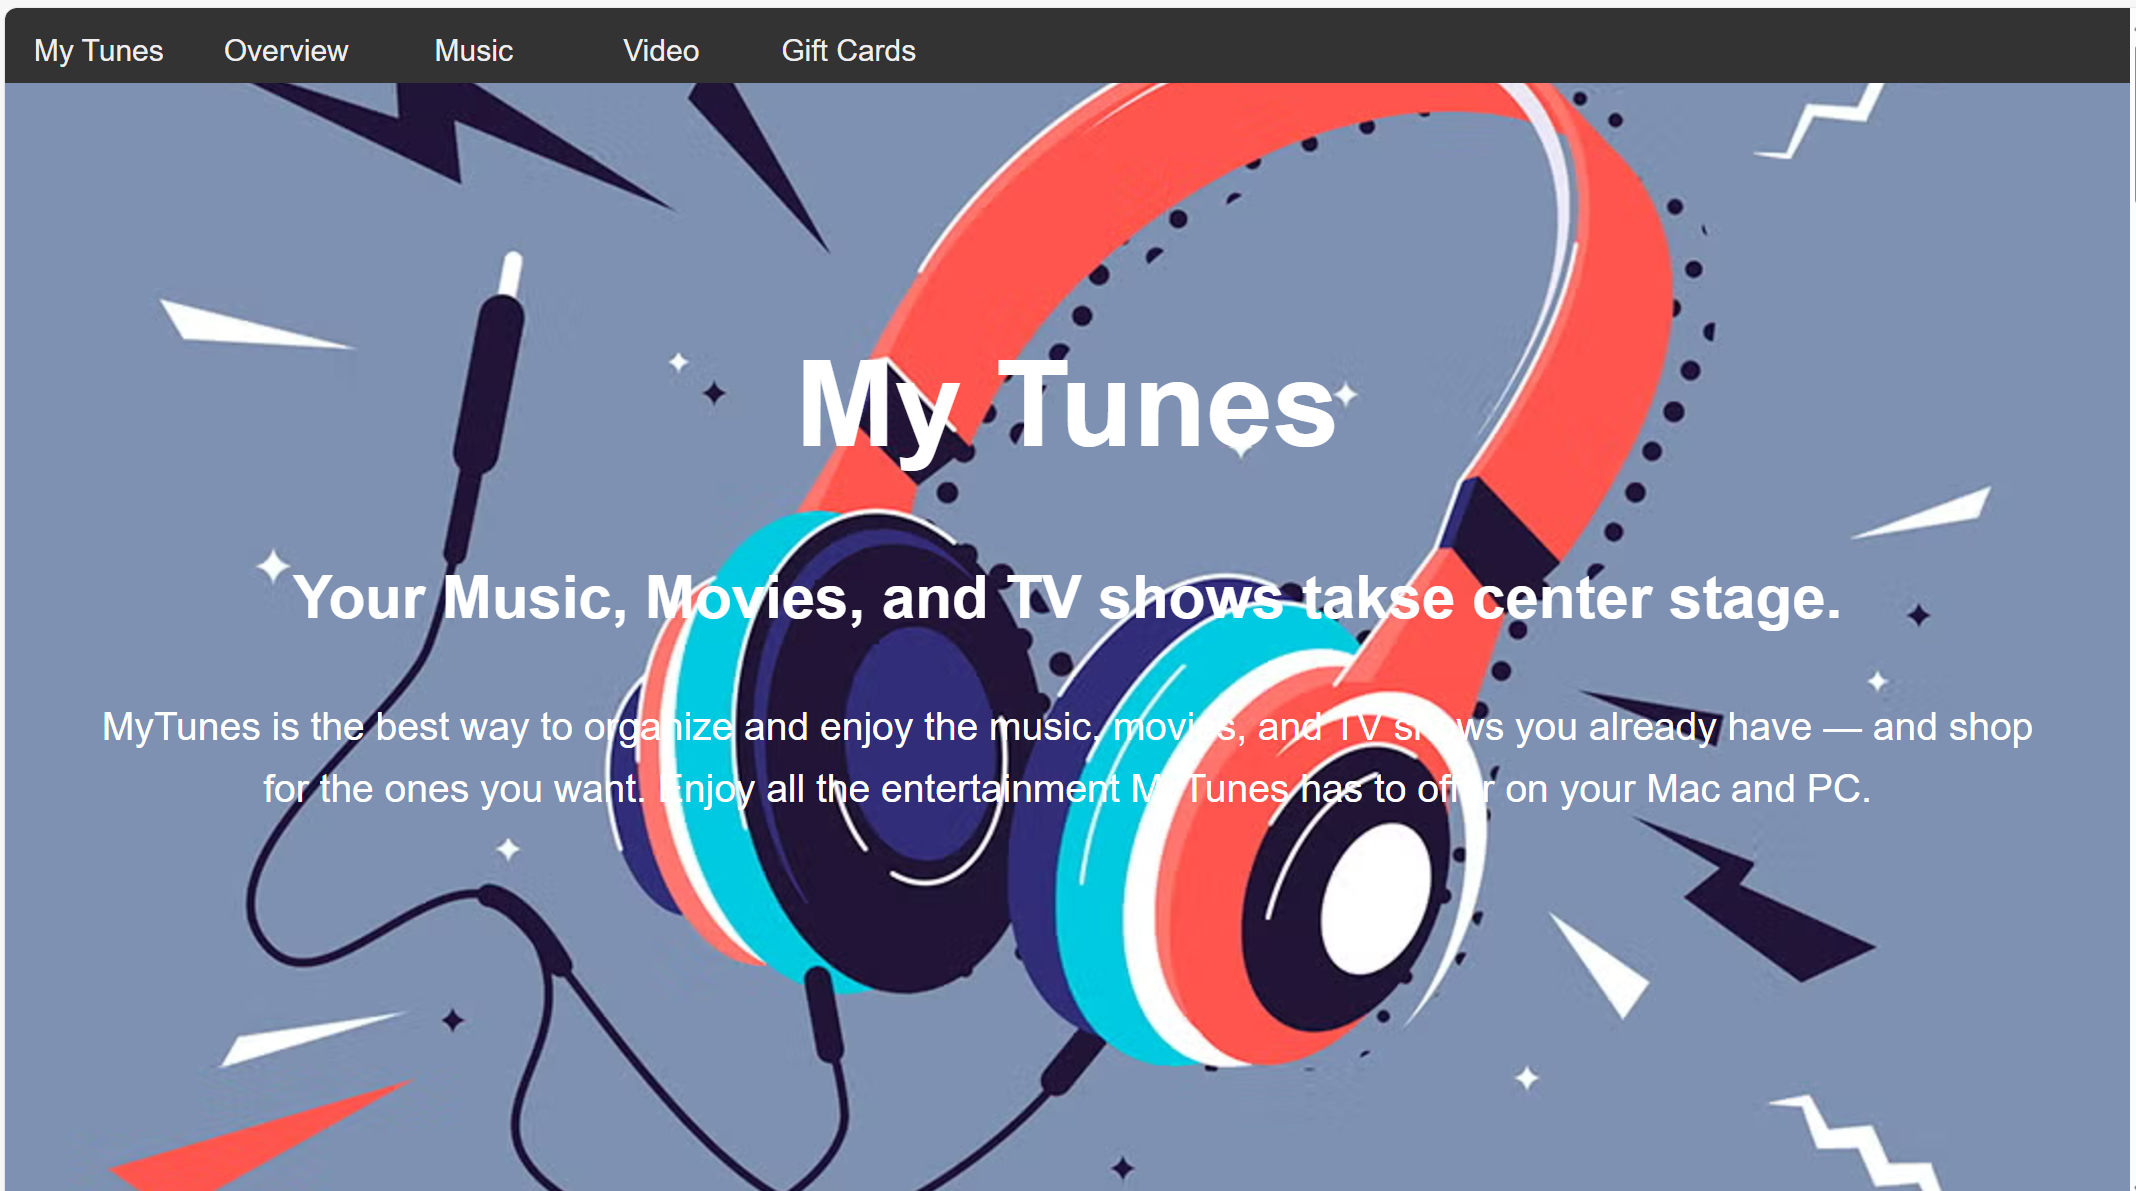 My Tunes Overview Music Video Gift Cards
My Tunes
Your Music, Movies, and TV shows takse center stage.
MyTunes is the best way to organize and enjoy the music, movies, and TV shows you already have — and shop
for the ones you want. Enjoy all the entertainment MyTunes has to offer on your Mac and PC.